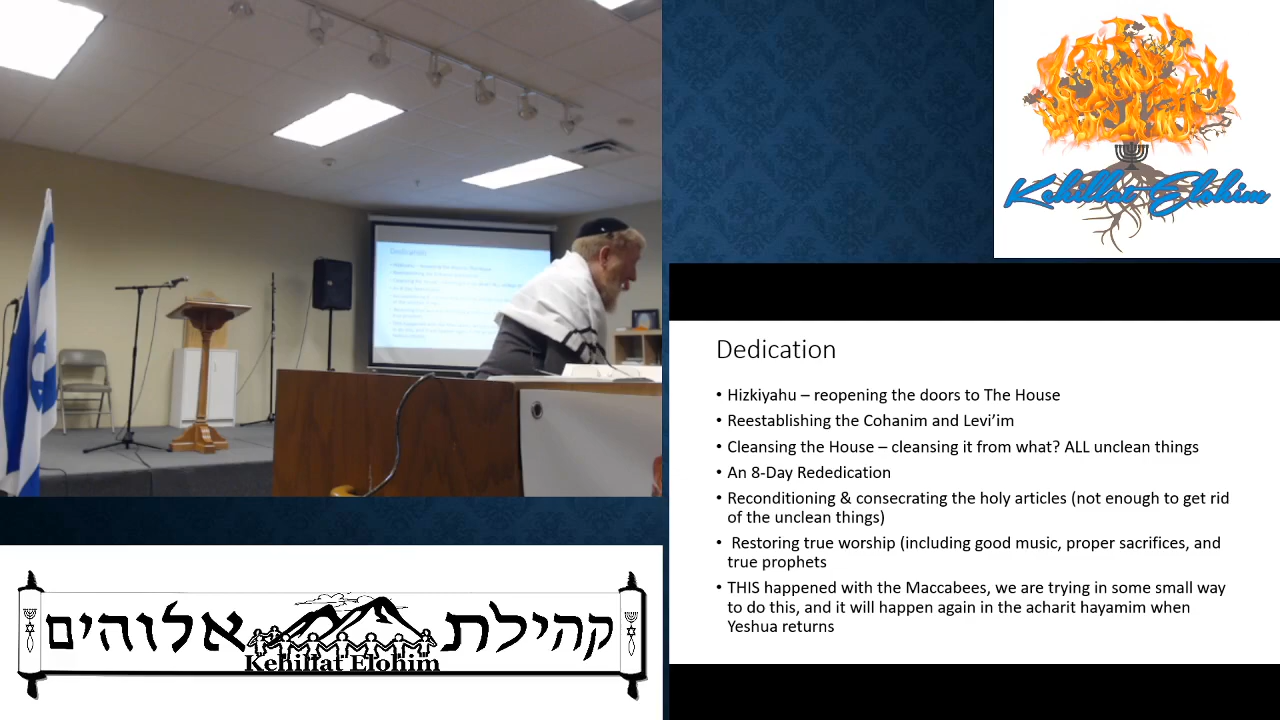 Kehillat Elohim
Dedication
• Hizkiyahu – reopening the doors to The House
• Reestablishing the Cohanim and Levi’im
• Cleansing the House – cleansing it from what? ALL unclean things
• An 8-Day Rededication
• Reconditioning & consecrating the holy articles (not enough to get rid
of the unclean things)
• Restoring true worship (including good music, proper sacrifices, and
true prophets
• THIS happened with the Maccabees, we are trying in some small way
to do this, and it will happen again in the acharit hayamim when
Yeshua returns
קהילת אלוהים
Kehillat Elohim